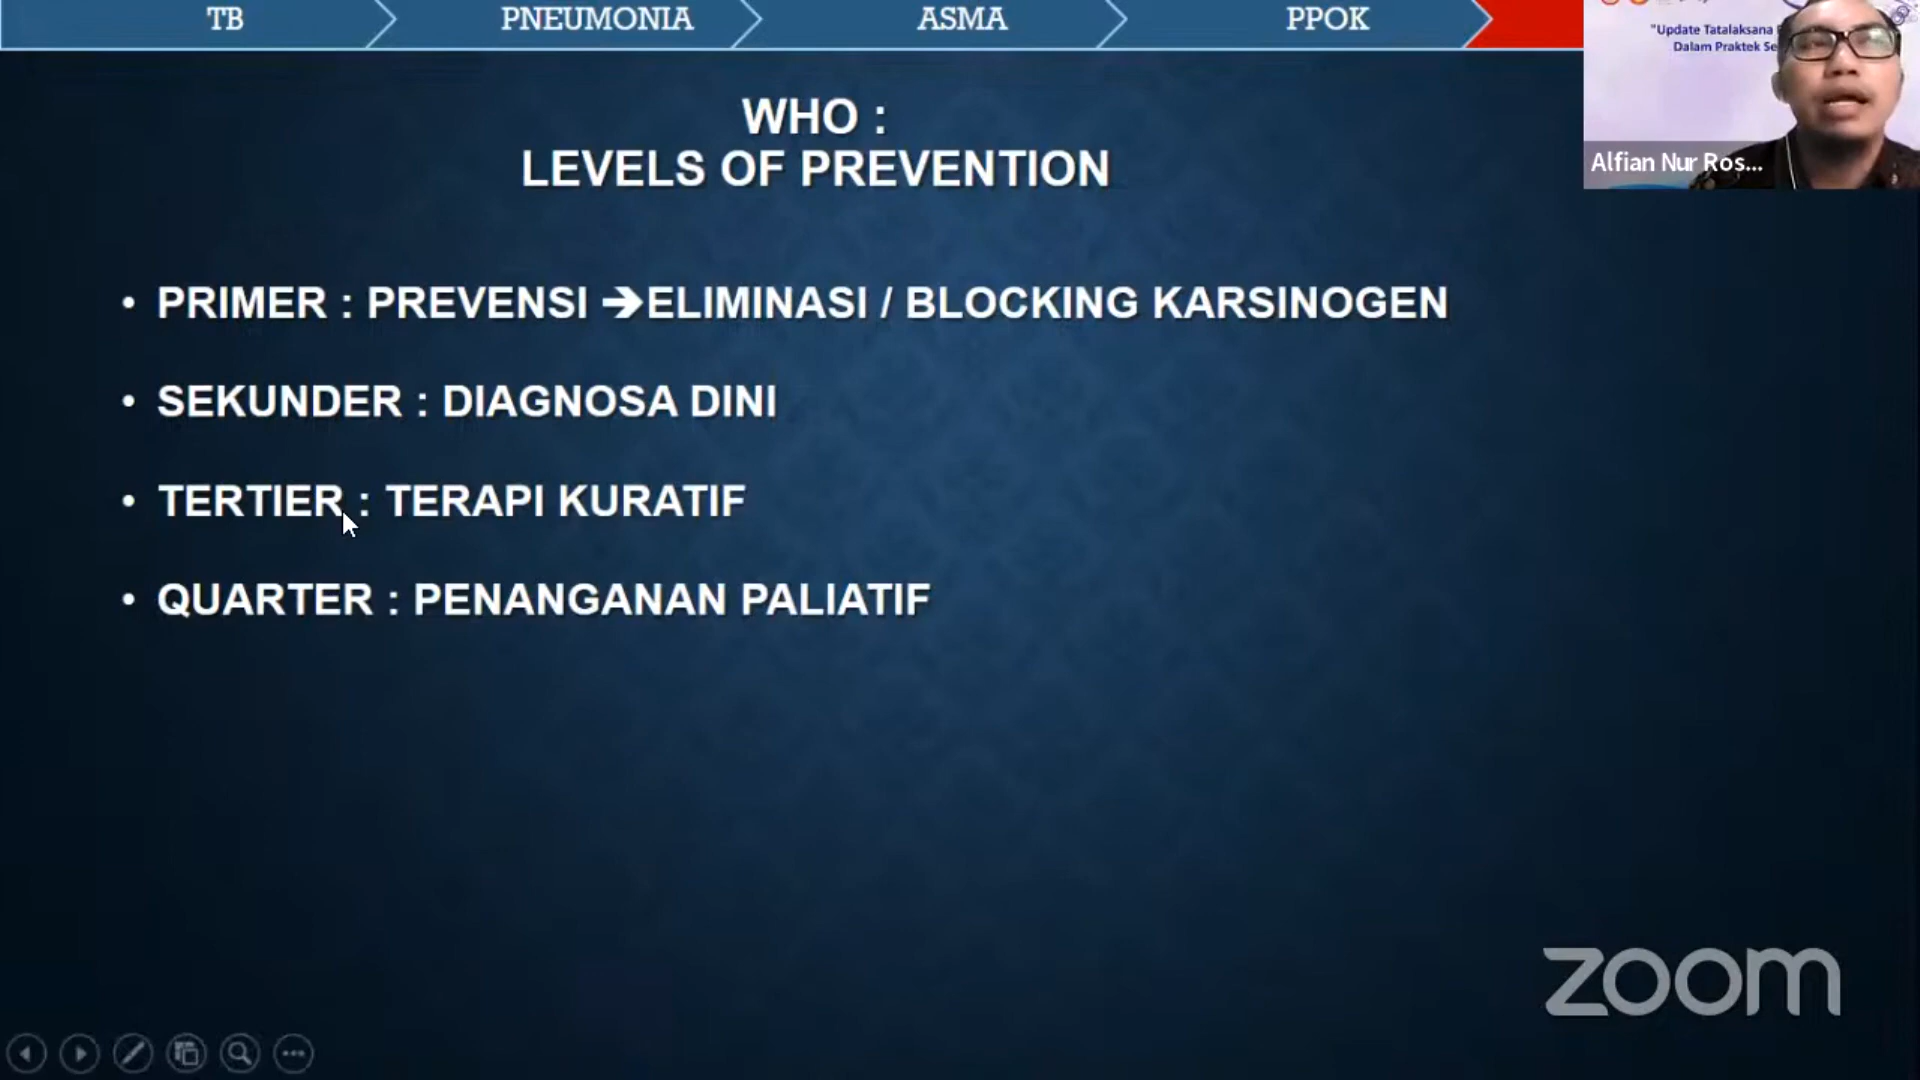 TB
PNEUMONIA
ASMA
PPOK
"Update Tatalaksana
Dalam Praktek
Alfian Nur Ros...
WHO :
LEVELS OF PREVENTION
• PRIMER : PREVENSI ➔ELIMINASI / BLOCKING KARSINOGEN
• SEKUNDER : DIAGNOSA DINI
• TERTIER : TERAPI KURATIF
• QUARTER : PENANGANAN PALIATIF
zoom